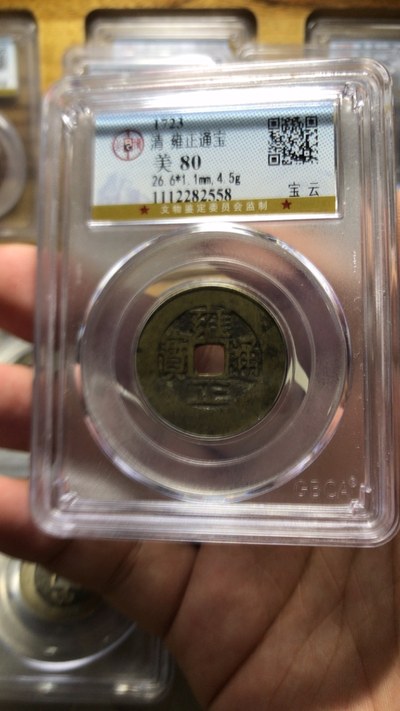 1723
清 雍正通宝
美 80
26.6*1.1mm,4.5g
宝云
1112282558
★ 文物鉴定委员会监制 ★
雍
通 寶
正
GBCA®